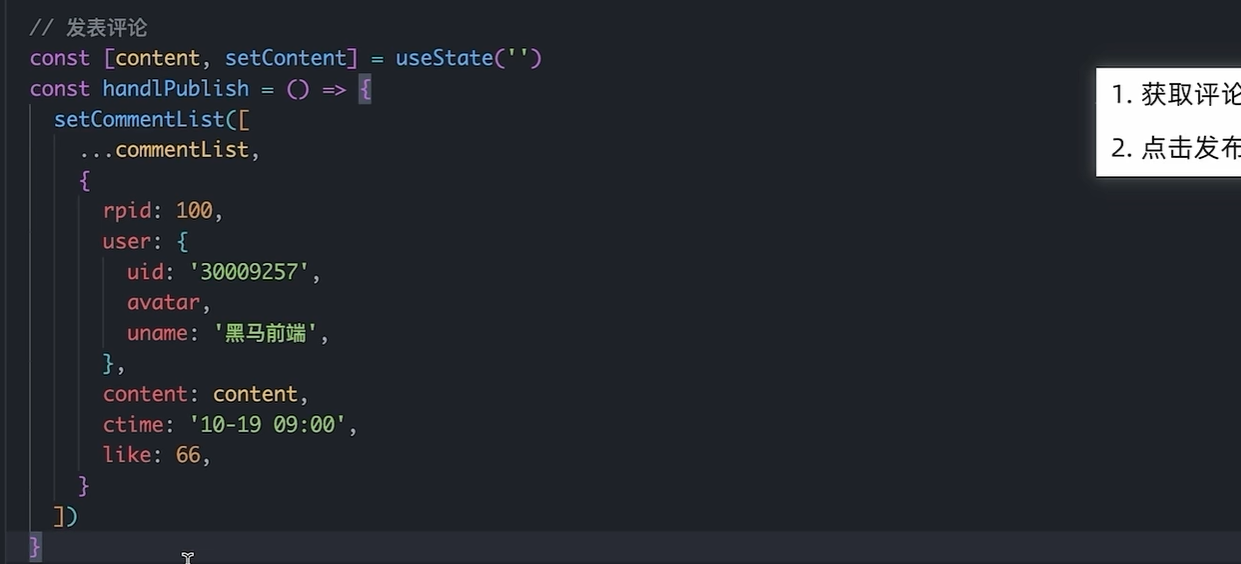 // 发表评论
const [content, setContent] = useState('')
const handlPublish = () => {
setCommentList([
...commentList,
{
rpid: 100,
user: {
uid: '30009257',
avatar,
uname: '黑马前端',
},
content: content,
ctime: '10-19 09:00',
like: 66,
}
])
}
1. 获取评论
2. 点击发布